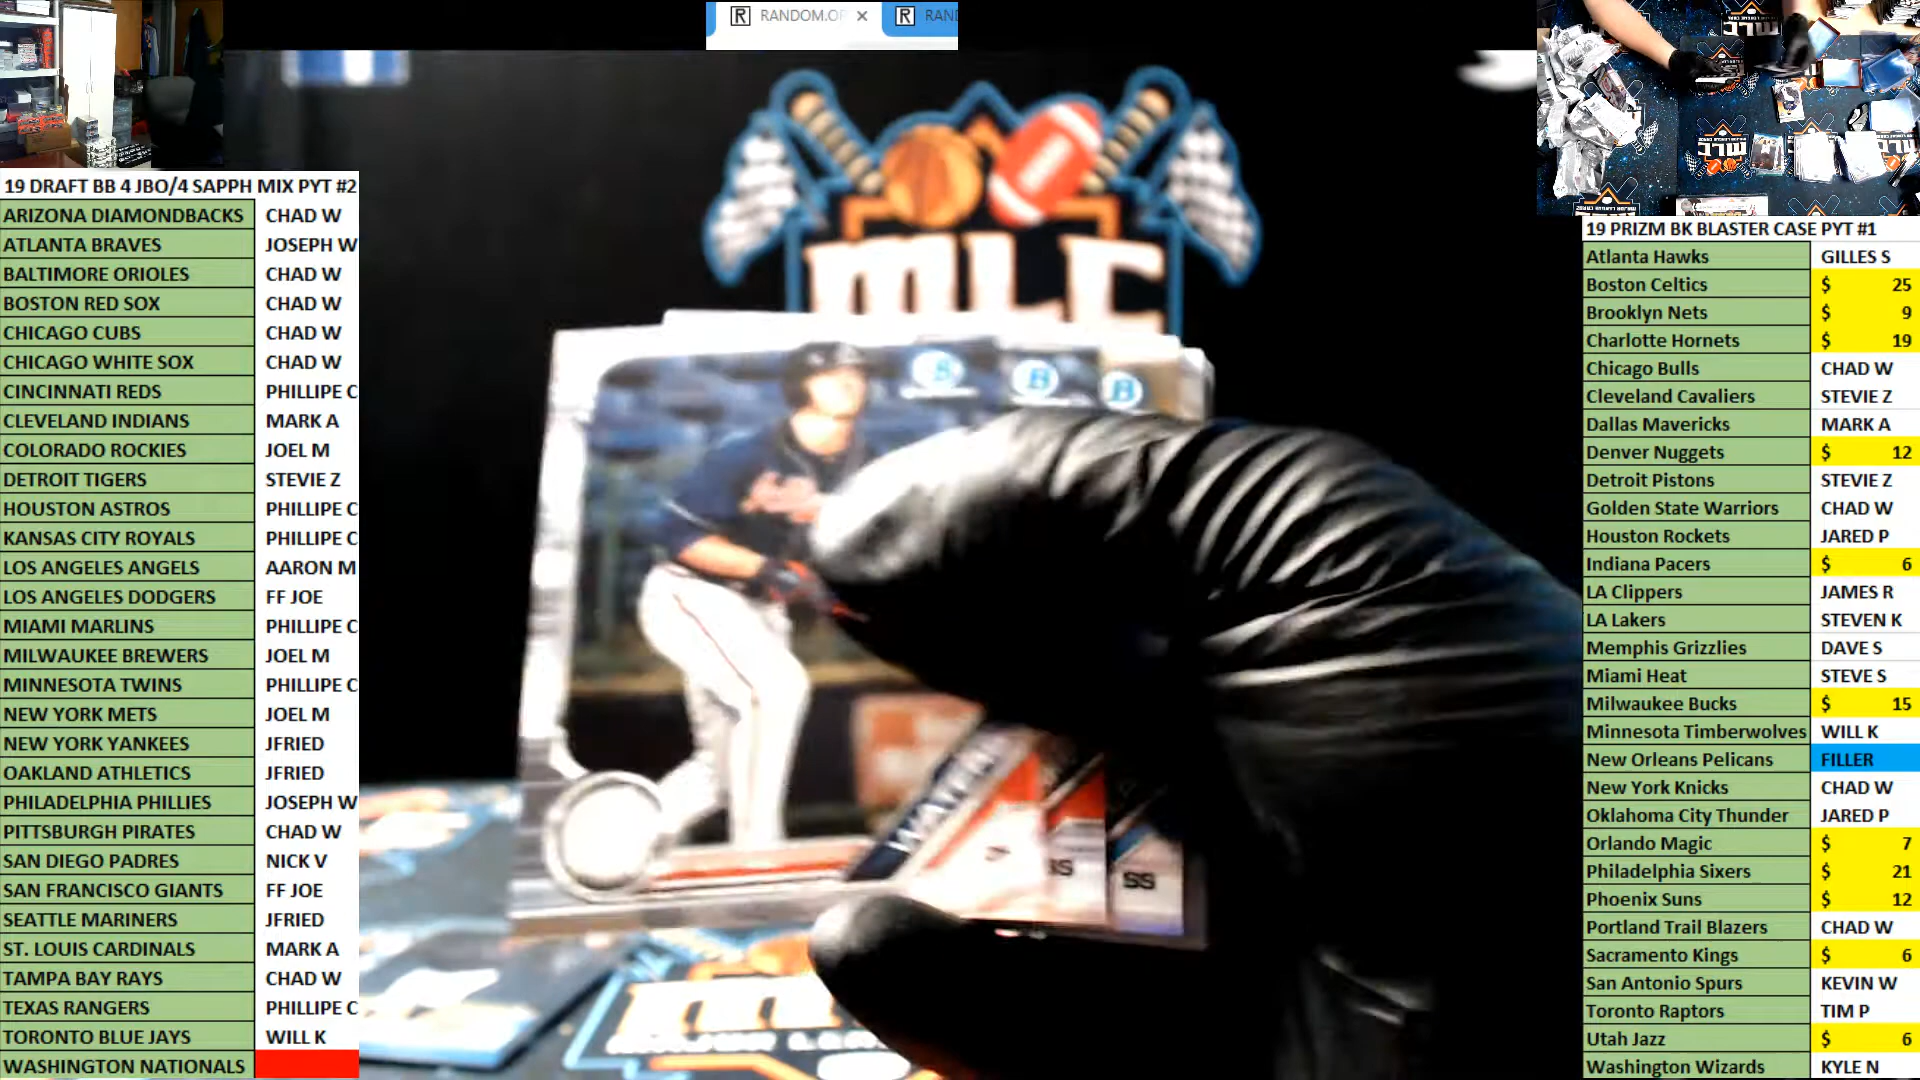 RANDOM.OR
RAND
19 DRAFT BB 4 JBO/4 SAPPH MIX PYT #2
ARIZONA DIAMONDBACKS CHAD W
ATLANTA BRAVES JOSEPH W
BALTIMORE ORIOLES CHAD W
BOSTON RED SOX CHAD W
CHICAGO CUBS CHAD W
CHICAGO WHITE SOX CHAD W
CINCINNATI REDS PHILLIPE C
CLEVELAND INDIANS MARK A
COLORADO ROCKIES JOEL M
DETROIT TIGERS STEVIE Z
HOUSTON ASTROS PHILLIPE C
KANSAS CITY ROYALS PHILLIPE C
LOS ANGELES ANGELS AARON M
LOS ANGELES DODGERS FF JOE
MIAMI MARLINS PHILLIPE C
MILWAUKEE BREWERS JOEL M
MINNESOTA TWINS PHILLIPE C
NEW YORK METS JOEL M
NEW YORK YANKEES JFRIED
OAKLAND ATHLETICS JFRIED
PHILADELPHIA PHILLIES JOSEPH W
PITTSBURGH PIRATES CHAD W
SAN DIEGO PADRES NICK V
SAN FRANCISCO GIANTS FF JOE
SEATTLE MARINERS JFRIED
ST. LOUIS CARDINALS MARK A
TAMPA BAY RAYS CHAD W
TEXAS RANGERS PHILLIPE C
TORONTO BLUE JAYS WILL K
WASHINGTON NATIONALS
MLC
B B B
SS SS
19 PRIZM BK BLASTER CASE PYT #1
Atlanta Hawks GILLES S
Boston Celtics $ 25
Brooklyn Nets $ 9
Charlotte Hornets $ 19
Chicago Bulls CHAD W
Cleveland Cavaliers STEVIE Z
Dallas Mavericks MARK A
Denver Nuggets $ 12
Detroit Pistons STEVIE Z
Golden State Warriors CHAD W
Houston Rockets JARED P
Indiana Pacers $ 6
LA Clippers JAMES R
LA Lakers STEVEN K
Memphis Grizzlies DAVE S
Miami Heat STEVE S
Milwaukee Bucks $ 15
Minnesota Timberwolves WILL K
New Orleans Pelicans FILLER
New York Knicks CHAD W
Oklahoma City Thunder JARED P
Orlando Magic $ 7
Philadelphia Sixers $ 21
Phoenix Suns $ 12
Portland Trail Blazers CHAD W
Sacramento Kings $ 6
San Antonio Spurs KEVIN W
Toronto Raptors TIM P
Utah Jazz $ 6
Washington Wizards KYLE N